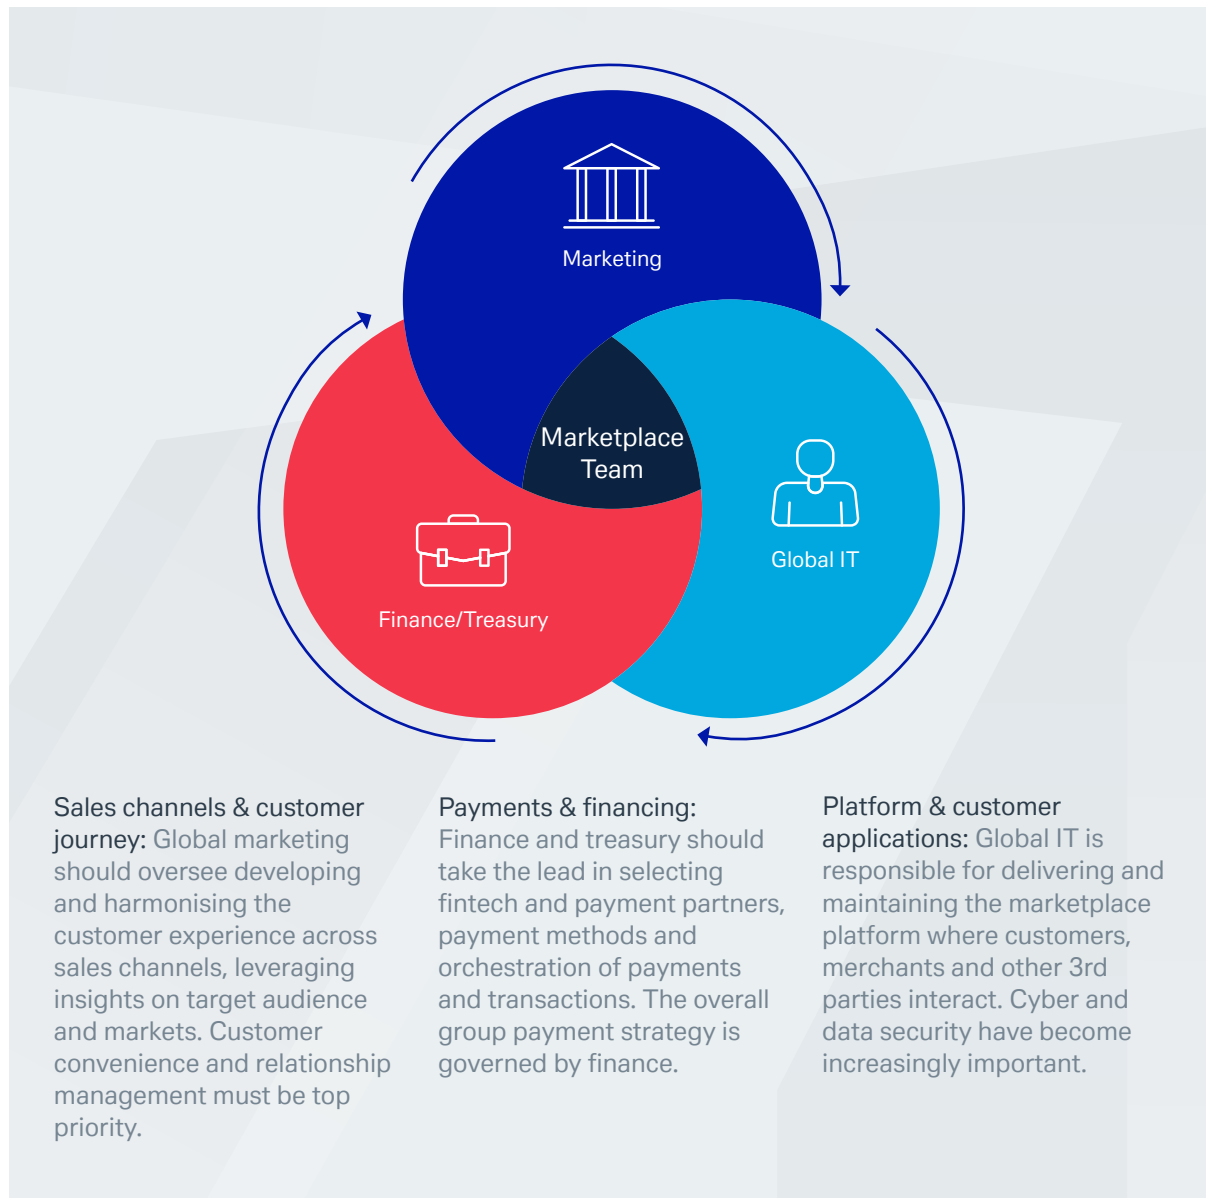 Marketing
Marketplace
Team
Global IT
Finance/Treasury
Sales channels & customer
journey: Global marketing
should oversee developing
and harmonising the
customer experience across
sales channels, leveraging
insights on target audience
and markets. Customer
convenience and relationship
management must be top
priority.
Payments & financing:
Finance and treasury should
take the lead in selecting
fintech and payment partners,
payment methods and
orchestration of payments
and transactions. The overall
group payment strategy is
governed by finance.
Platform & customer
applications: Global IT is
responsible for delivering and
maintaining the marketplace
platform where customers,
merchants and other 3rd
parties interact. Cyber and
data security have become
increasingly important.